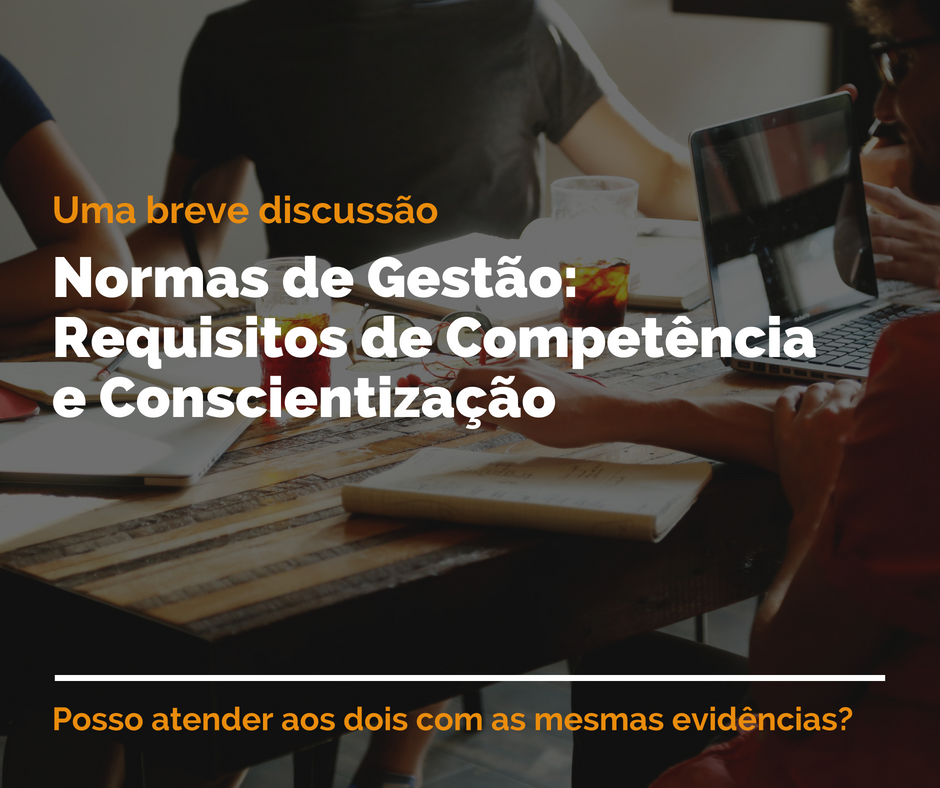 Uma breve discussão
Normas de Gestão:
Requisitos de Competência
e Conscientização
Posso atender aos dois com as mesmas evidências?